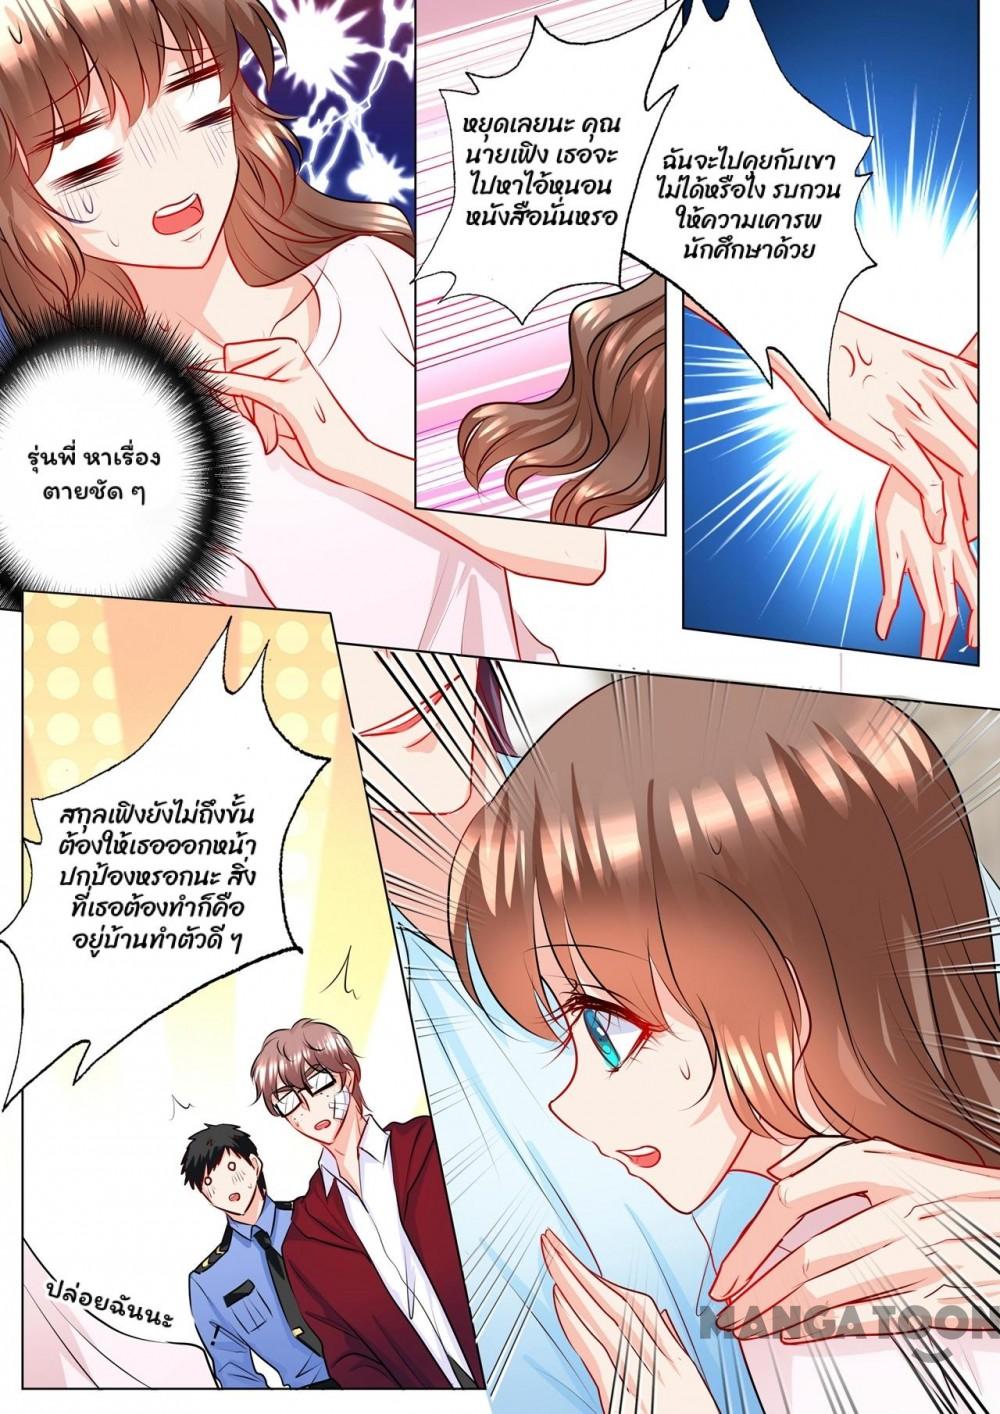 หยุดเลยนะ คุณ
นายเฟิง เธอจะ
ไปหาไอ้หนอน
หนังสือนั่นหรอ
ฉันจะไปคุยกับเขา
ไม่ได้หรือไง รบกวน
ให้ความเคารพ
นักศึกษาด้วย
รุ่นพี่ หาเรื่อง
ตายชัด ๆ
สกุลเฟิงยังไม่ถึงขั้น
ต้องให้เธอออกหน้า
ปกป้องหรอกนะ สิ่ง
ที่เธอต้องทำก็คือ
อยู่บ้านทำตัวดี ๆ
ปล่อยฉันนะ
MANGATOON